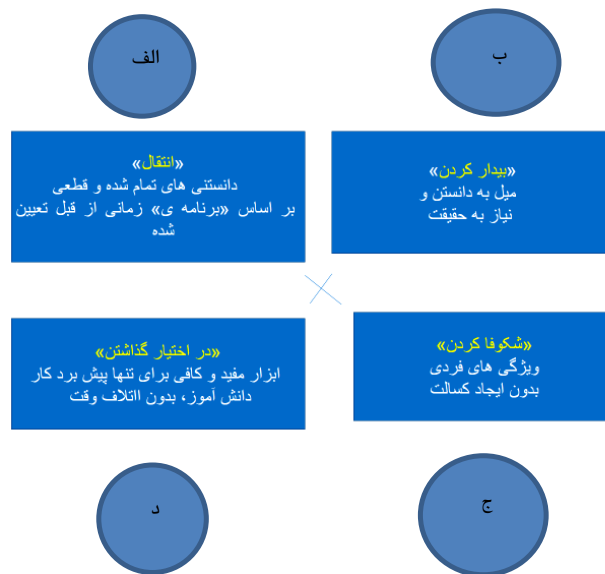 ب
الف
«بیدار کردن»
میل به دانستن و
نیاز به حقیقت
«انتقال»
دانستنی های تمام شده و قطعی
بر اساس «برنامه ی» زمانی از قبل تعیین
شده
«شکوفا کردن»
ویژگی های فردی
بدون ایجاد کسالت
«در اختیار گذاشتن»
ابزار مفید و کافی برای تنها پیش برد کار
دانش آموز، بدون ااتلاف وقت
ج
د